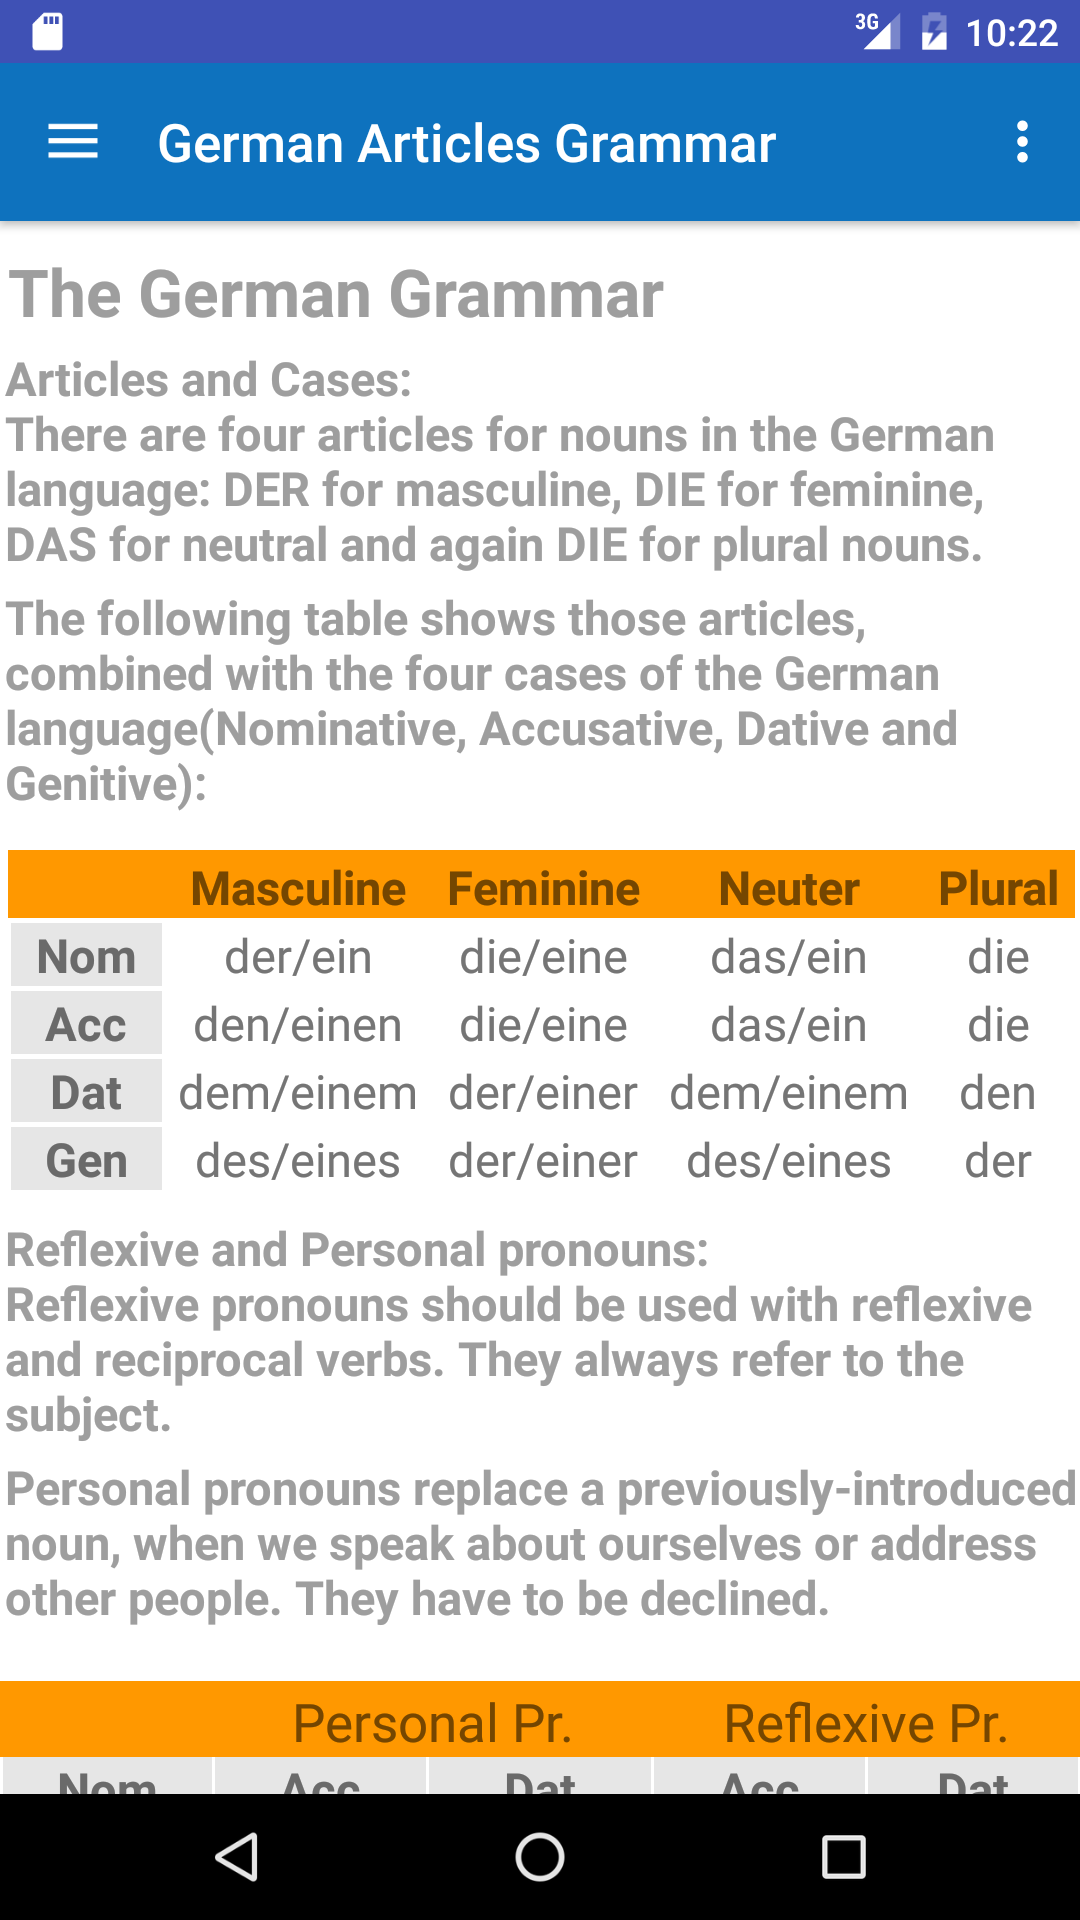 3G 10:22
German Articles Grammar
The German Grammar
Articles and Cases:
There are four articles for nouns in the German
language: DER for masculine, DIE for feminine,
DAS for neutral and again DIE for plural nouns.
The following table shows those articles,
combined with the four cases of the German
language(Nominative, Accusative, Dative and
Genitive):
Masculine Feminine Neuter Plural
Nom der/ein die/eine das/ein die
Acc den/einen die/eine das/ein die
Dat dem/einem der/einer dem/einem den
Gen des/eines der/einer des/eines der
Reflexive and Personal pronouns:
Reflexive pronouns should be used with reflexive
and reciprocal verbs. They always refer to the
subject.
Personal pronouns replace a previously-introduced
noun, when we speak about ourselves or address
other people. They have to be declined.
Personal Pr. Reflexive Pr.
Nom Acc Dat Acc Dat